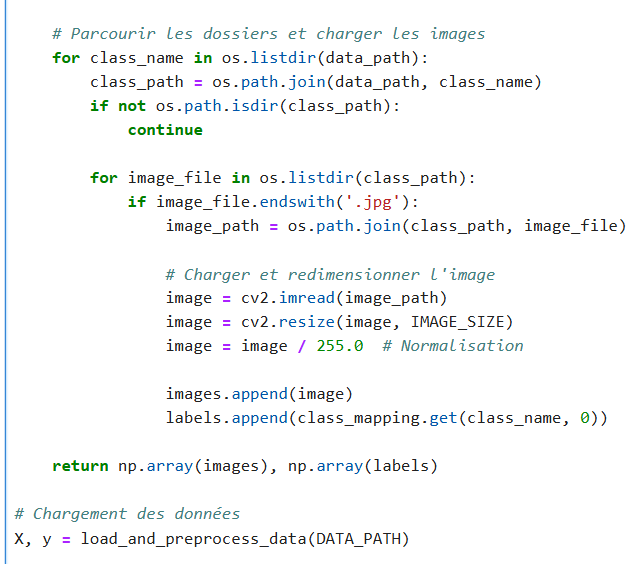 # Parcourir les dossiers et charger les images
for class_name in os.listdir(data_path):
class_path = os.path.join(data_path, class_name)
if not os.path.isdir(class_path):
continue
for image_file in os.listdir(class_path):
if image_file.endswith('.jpg'):
image_path = os.path.join(class_path, image_file)
# Charger et redimensionner l'image
image = cv2.imread(image_path)
image = cv2.resize(image, IMAGE_SIZE)
image = image / 255.0  # Normalisation
images.append(image)
labels.append(class_mapping.get(class_name, 0))
return np.array(images), np.array(labels)
# Chargement des données
X, y = load_and_preprocess_data(DATA_PATH)